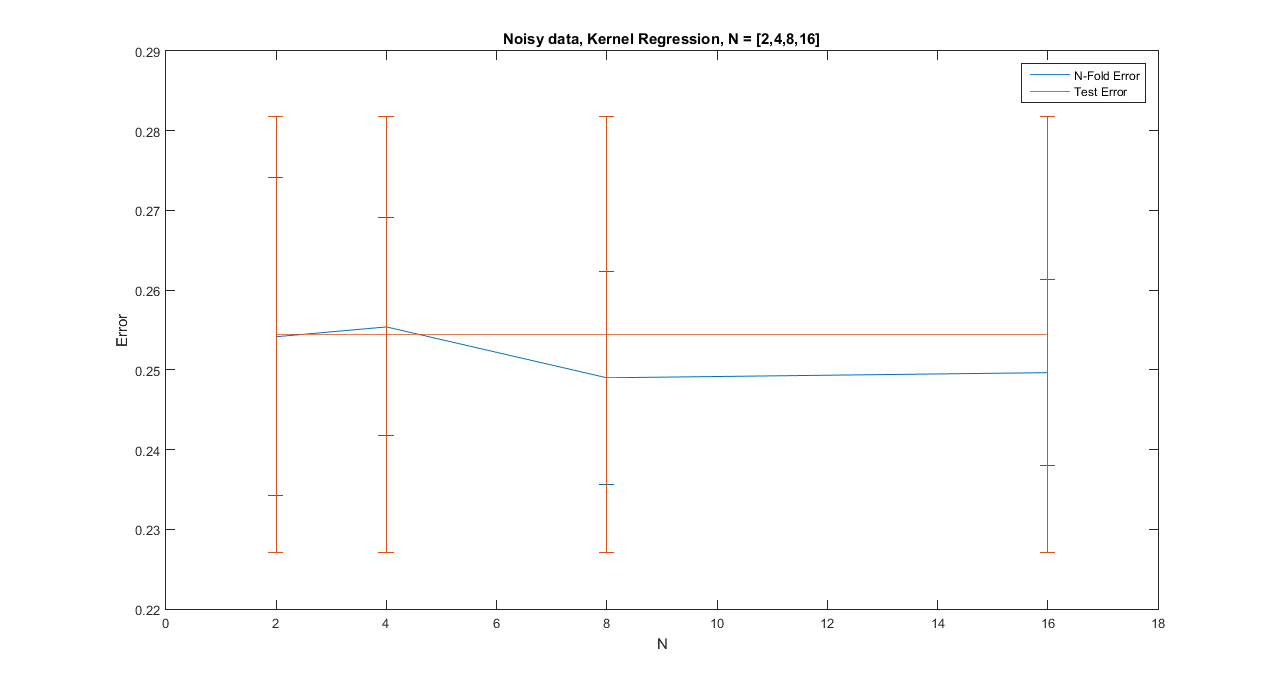 Noisy data, Kernel Regression, N = [2,4,8,16]
N-Fold Error
Test Error
0.29
0.28
0.27
0.26
0.25
0.24
0.23
0.22
Error
0 2 4 6 8 10 12 14 16 18
N